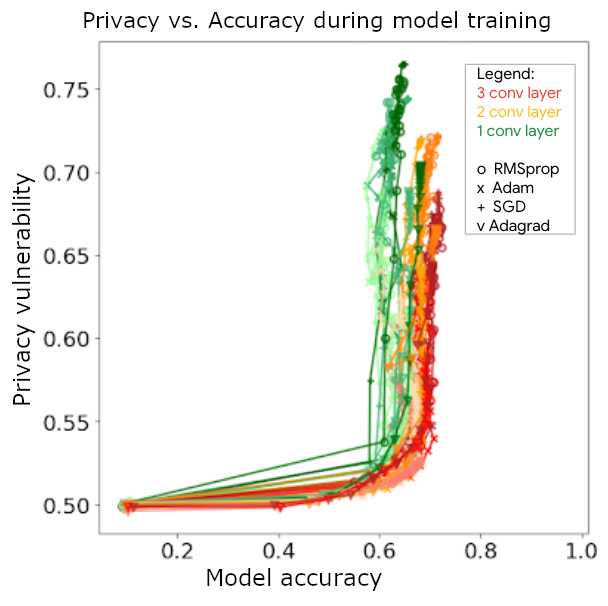 Privacy vs. Accuracy during model training
Legend:
3 conv layer
2 conv layer
1 conv layer
o RMSprop
x Adam
+ SGD
v Adagrad
Privacy vulnerability
0.75
0.70
0.65
0.60
0.55
0.50
0.2 0.4 0.6 0.8 1.0
Model accuracy